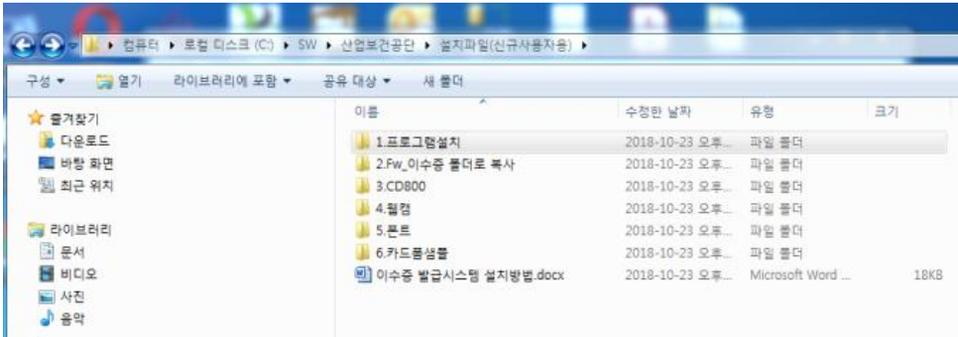 컴퓨터 ▸ 로컬 디스크 (C:) ▸ SW ▸ 산업보건공단 ▸ 설치파일(신규사용자용) ▸
구성 열기 라이브러리에 포함 공유 대상 새 폴더
이름 수정한 날짜 유형 크기
즐겨찾기
다운로드
바탕 화면
최근 위치
라이브러리
문서
비디오
사진
음악
1.프로그램설치 2018-10-23 오후... 파일 폴더
2.Fw_이수증 폴더로 복사 2018-10-23 오후... 파일 폴더
3.CD800 2018-10-23 오후... 파일 폴더
4.웹캠 2018-10-23 오후... 파일 폴더
5.폰트 2018-10-23 오후... 파일 폴더
6.카드폼샘플 2018-10-23 오후... 파일 폴더
이수증 발급시스템 설치방법.docx 2018-10-23 오후... Microsoft Word ... 18KB